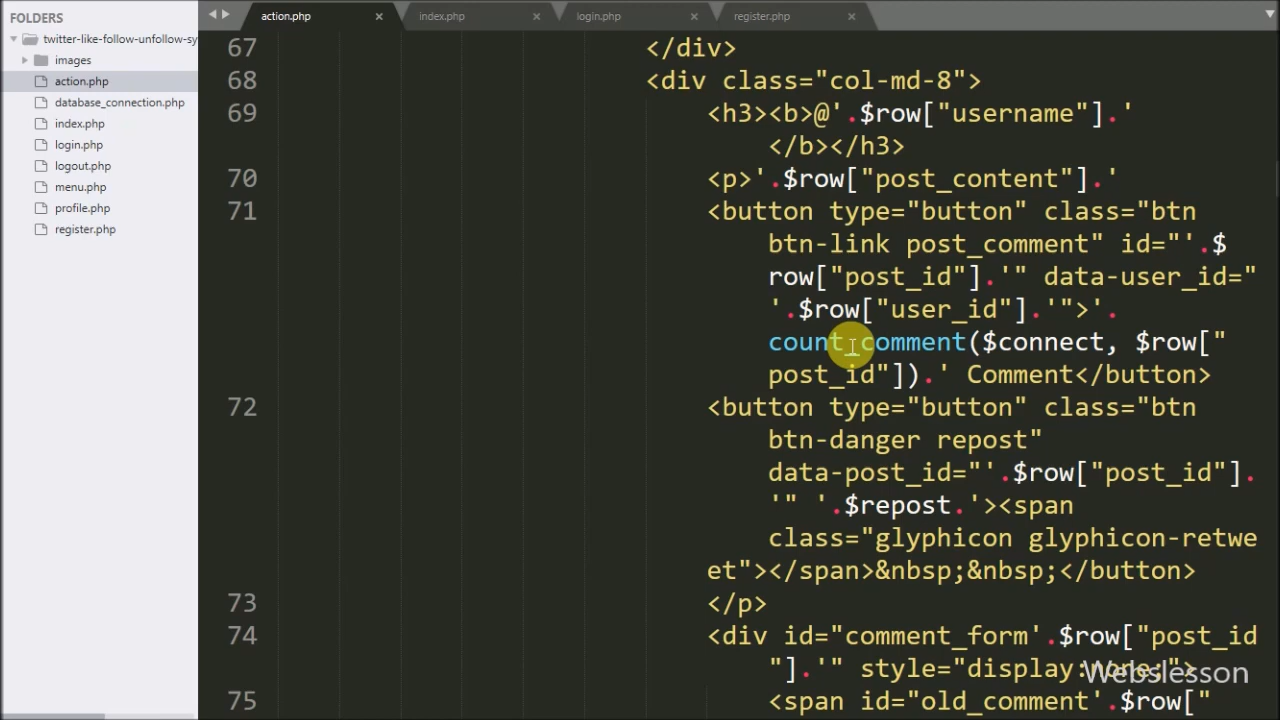 FOLDERS
twitter-like-follow-unfollow-sy
images
action.php
database_connection.php
index.php
login.php
logout.php
menu.php
profile.php
register.php
action.php × index.php × login.php × register.php ×
67 </div>
68 <div class="col-md-8">
69 <h3><b>@'.$row["username"].'
</b></h3>
70 <p>'.$row["post_content"].'
71 <button type="button" class="btn
btn-link post_comment" id="'.$
row["post_id"].'" data-user_id="
'.$row["user_id"].'">'.
count_comment($connect, $row["
post_id"]).' Comment</button>
72 <button type="button" class="btn
btn-danger repost"
data-post_id="'.$row["post_id"].
'" '.$repost.'><span
class="glyphicon glyphicon-retwe
et"></span>&nbsp;&nbsp;</button>
73 </p>
74 <div id="comment_form'.$row["post_id
"].'" style="display:none;">
75 <span id="old_comment'.$row["
Webslesson